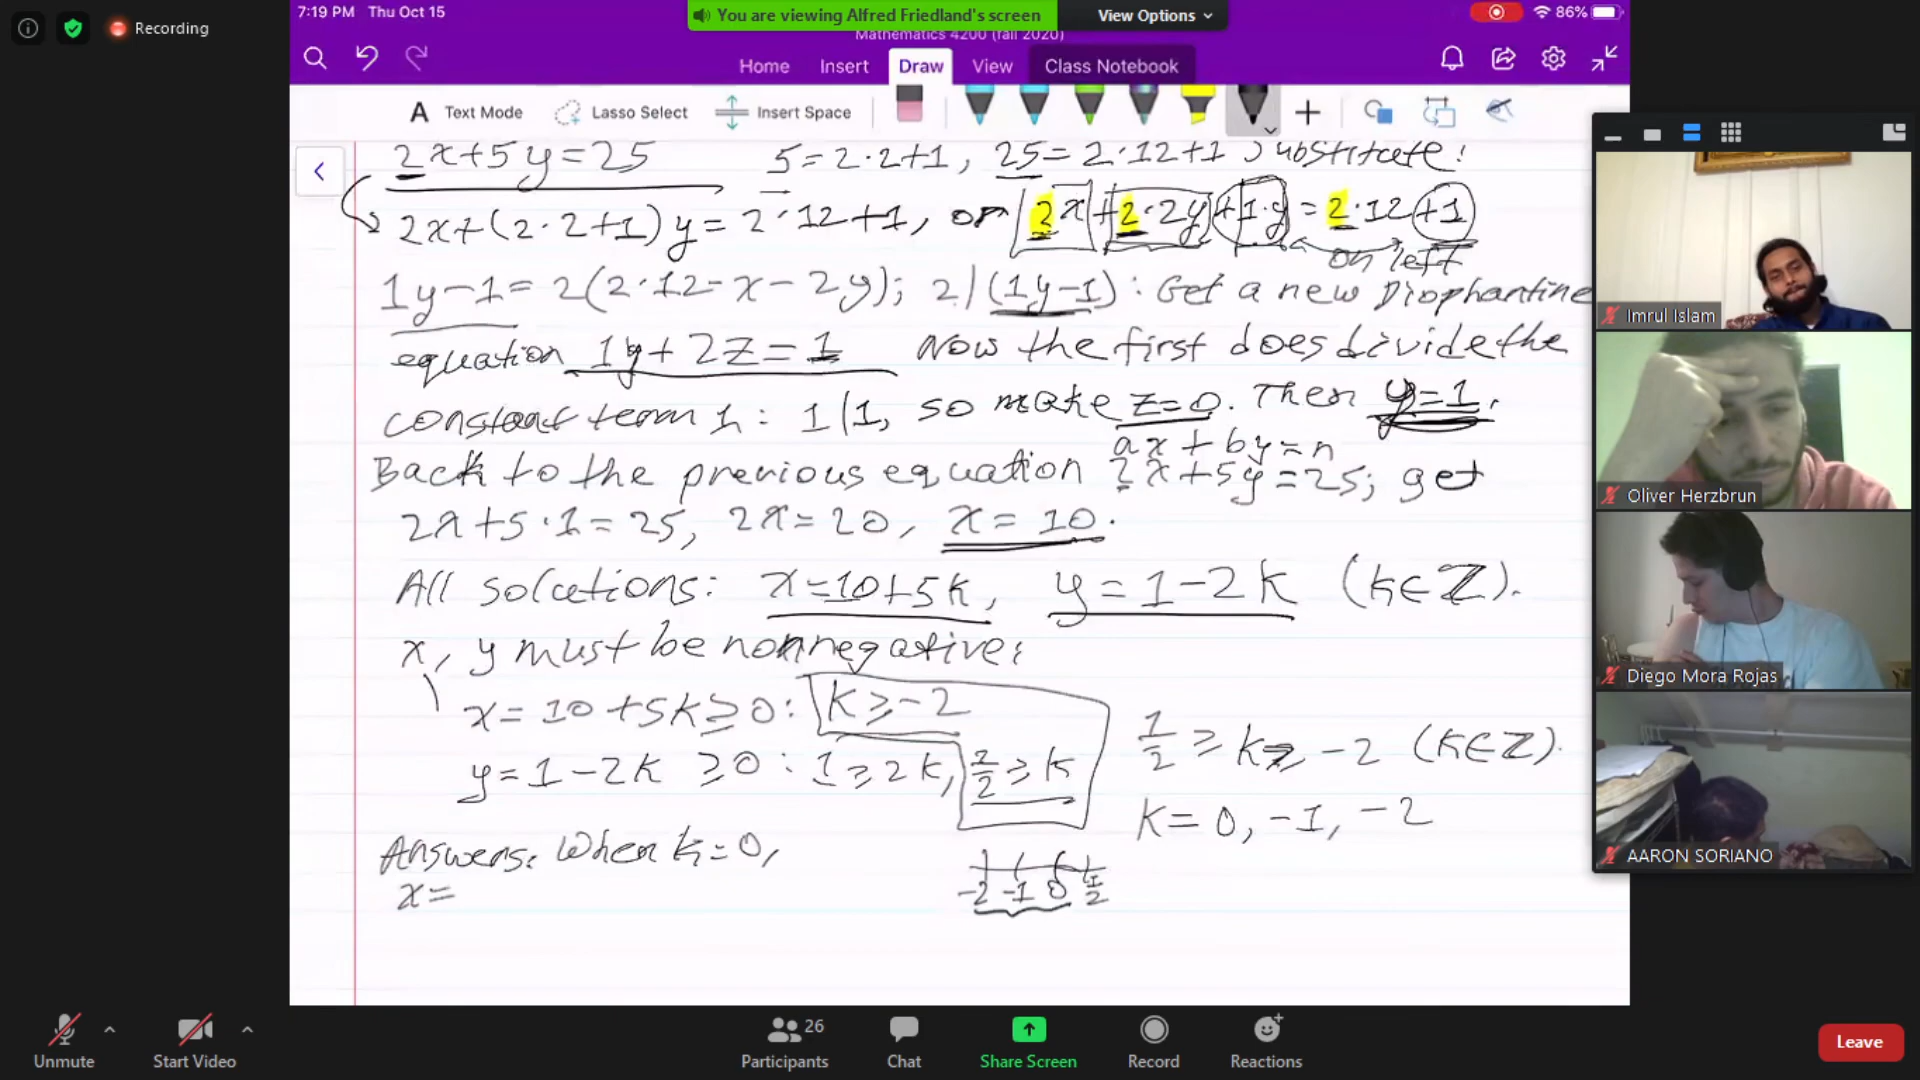 7:19 PM Thu Oct 15
You are viewing Alfred Friedland's screen
View Options
86%
Recording
Mathematics 4200 (fall 2020)
Home Insert Draw View Class Notebook
A Text Mode Lasso Select Insert Space
2x+5y=25 5=2·2+1, 25=2·12+1 Substitute!
2x+(2·2+1)y=2·12+1, or 2x+2·2y+1·y=2·12+1
on left
1y-1=2(2·12-x-2y); 2|(1y-1): Get a new Diophantine
equation 1y+2z=1 Now the first does divide the
constant term 1: 1|1, so make z=0. Then y=1.
ax+by=n
Back to the previous equation 2x+5y=25; get
2x+5·1=25, 2x=20, x=10.
All solutions: x=10+5k, y=1-2k (k∈ℤ).
x, y must be nonnegative:
x=10+5k≥0: k≥-2
y=1-2k ≥0: 1≥2k, ½≥k
½≥k≥-2 (k∈ℤ).
k=0,-1,-2
Answers: When k=0,
x=
-2 -1 0 ½
Imrul Islam
Oliver Herzbrun
Diego Mora Rojas
AARON SORIANO
Unmute
Start Video
26
Participants
Chat
Share Screen
Record
Reactions
Leave